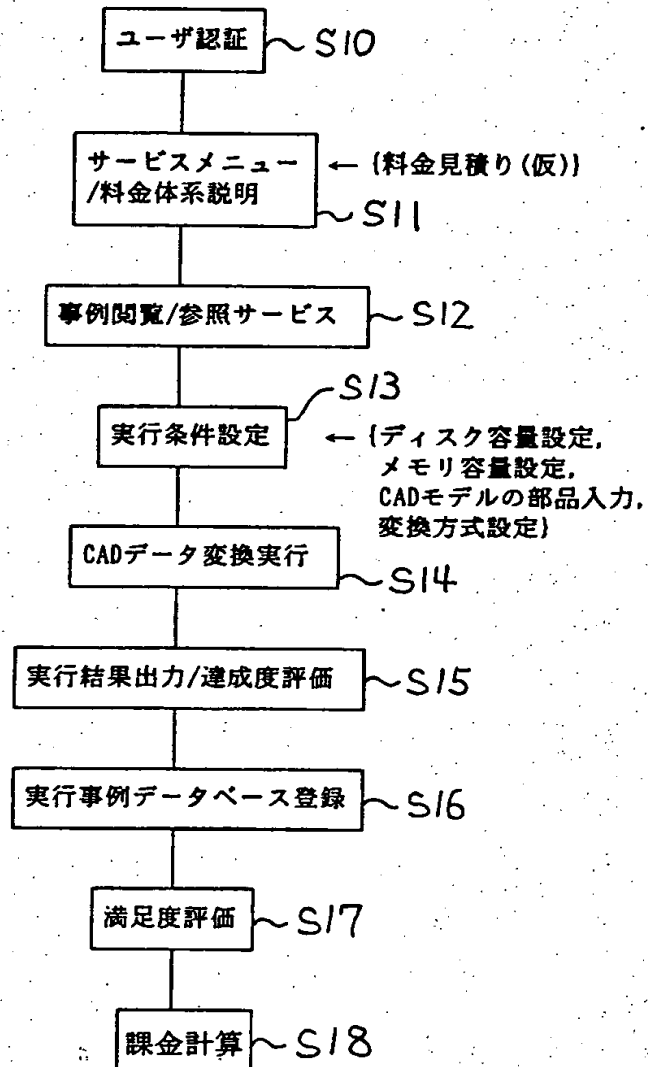 ユーザ認証
S10
サービスメニュー
/料金体系説明
← {料金見積り(仮)}
S11
事例閲覧/参照サービス
S12
S13
実行条件設定
← {ディスク容量設定,
メモリ容量設定,
CADモデルの部品入力,
変換方式設定}
CADデータ変換実行
S14
実行結果出力/達成度評価
S15
実行事例データベース登録
S16
満足度評価
S17
課金計算
S18